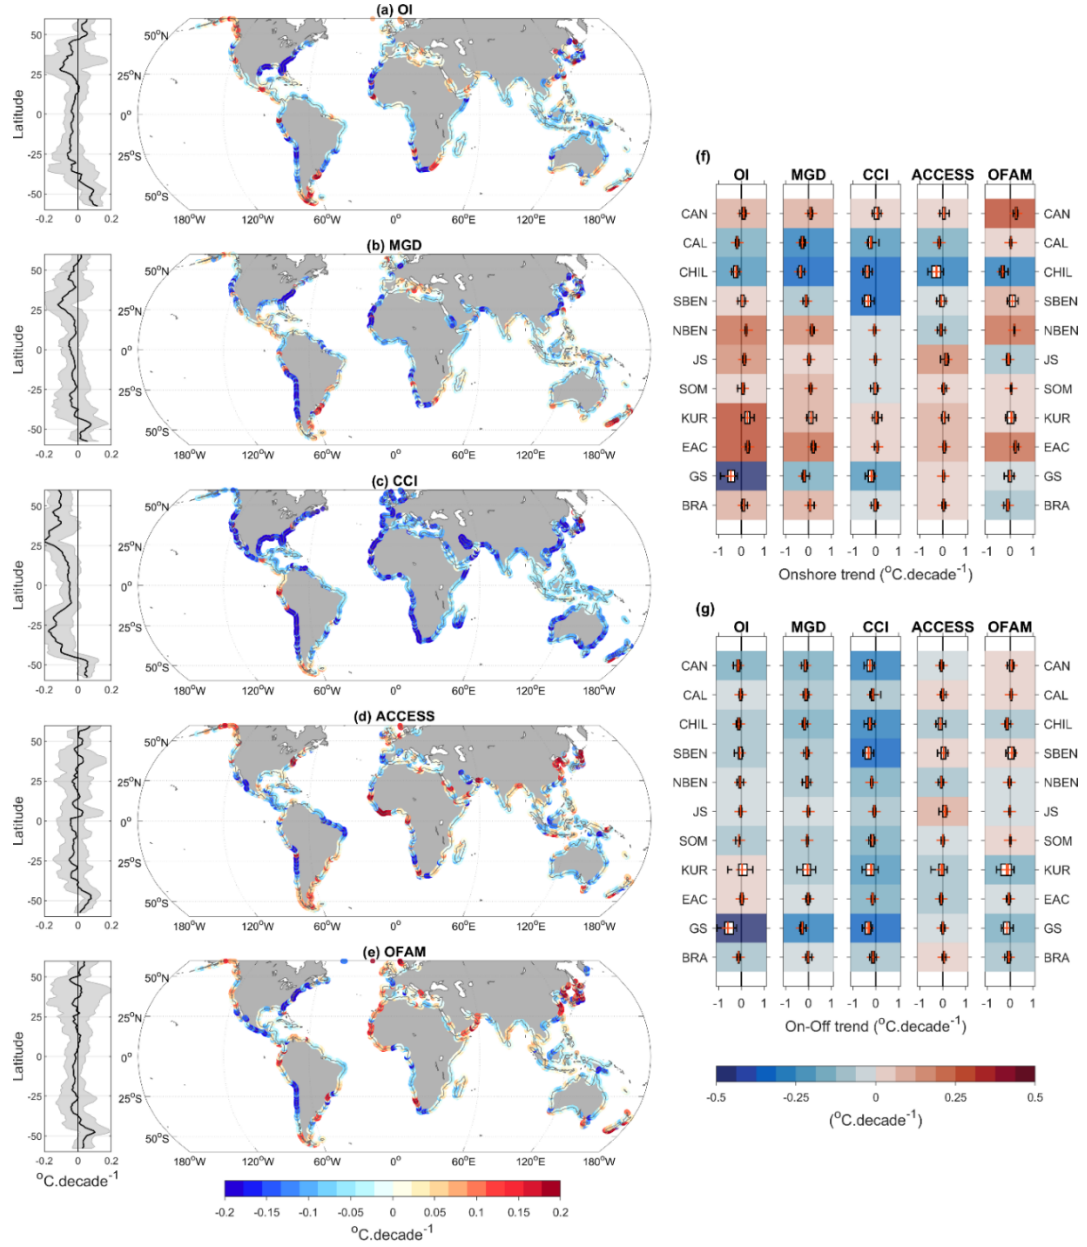 (a) OI
Latitude
50
25
0
-25
-50
-0.2
0
0.2
50°N
25°N
0°
25°S
50°S
180°W
120°W
60°W
0°
60°E
120°E
180°W
(b) MGD
Latitude
50
25
0
-25
-50
-0.2
0
0.2
50°N
25°N
0°
25°S
50°S
180°W
120°W
60°W
0°
60°E
120°E
180°W
(c) CCI
Latitude
50
25
0
-25
-50
-0.2
0
0.2
50°N
25°N
0°
25°S
50°S
180°W
120°W
60°W
0°
60°E
120°E
180°W
(d) ACCESS
Latitude
50
25
0
-25
-50
-0.2
0
0.2
50°N
25°N
0°
25°S
50°S
180°W
120°W
60°W
0°
60°E
120°E
180°W
(e) OFAM
Latitude
50
25
0
-25
-50
-0.2
0
0.2
°C.decade-1
50°N
25°N
0°
25°S
50°S
180°W
120°W
60°W
0°
60°E
120°E
180°W
-0.2 -0.15 -0.1 -0.05 0 0.05 0.1 0.15 0.2
°C.decade-1
(f)
OI MGD CCI ACCESS OFAM
CAN CAN
CAL CAL
CHIL CHIL
SBEN SBEN
NBEN NBEN
JS JS
SOM SOM
KUR KUR
EAC EAC
GS GS
BRA BRA
-1 0 1 -1 0 1 -1 0 1 -1 0 1 -1 0 1
Onshore trend (°C.decade-1)
(g)
OI MGD CCI ACCESS OFAM
CAN CAN
CAL CAL
CHIL CHIL
SBEN SBEN
NBEN NBEN
JS JS
SOM SOM
KUR KUR
EAC EAC
GS GS
BRA BRA
-1 0 1 -1 0 1 -1 0 1 -1 0 1 -1 0 1
On-Off trend (°C.decade-1)
-0.5 -0.25 0 0.25 0.5
(°C.decade-1)